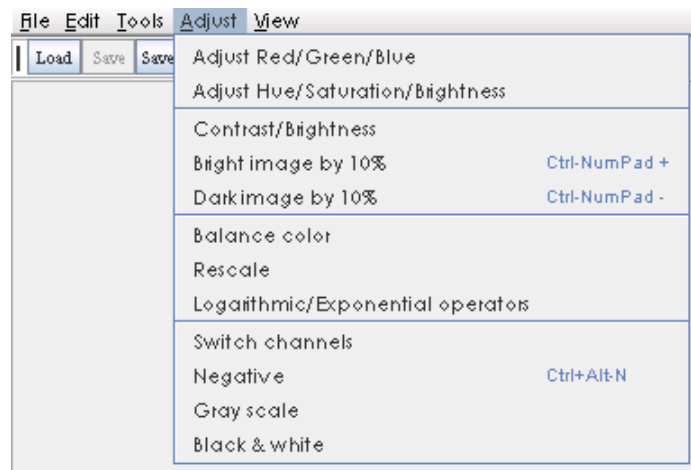 File Edit Tools Adjust View
Load Save Save
Adjust Red/Green/Blue
Adjust Hue/Saturation/Brightness
Contrast/Brightness
Bright image by 10% Ctrl-NumPad +
Dark image by 10% Ctrl-NumPad -
Balance color
Rescale
Logarithmic/Exponential operators
Switch channels
Negative Ctrl+Alt-N
Gray scale
Black & white